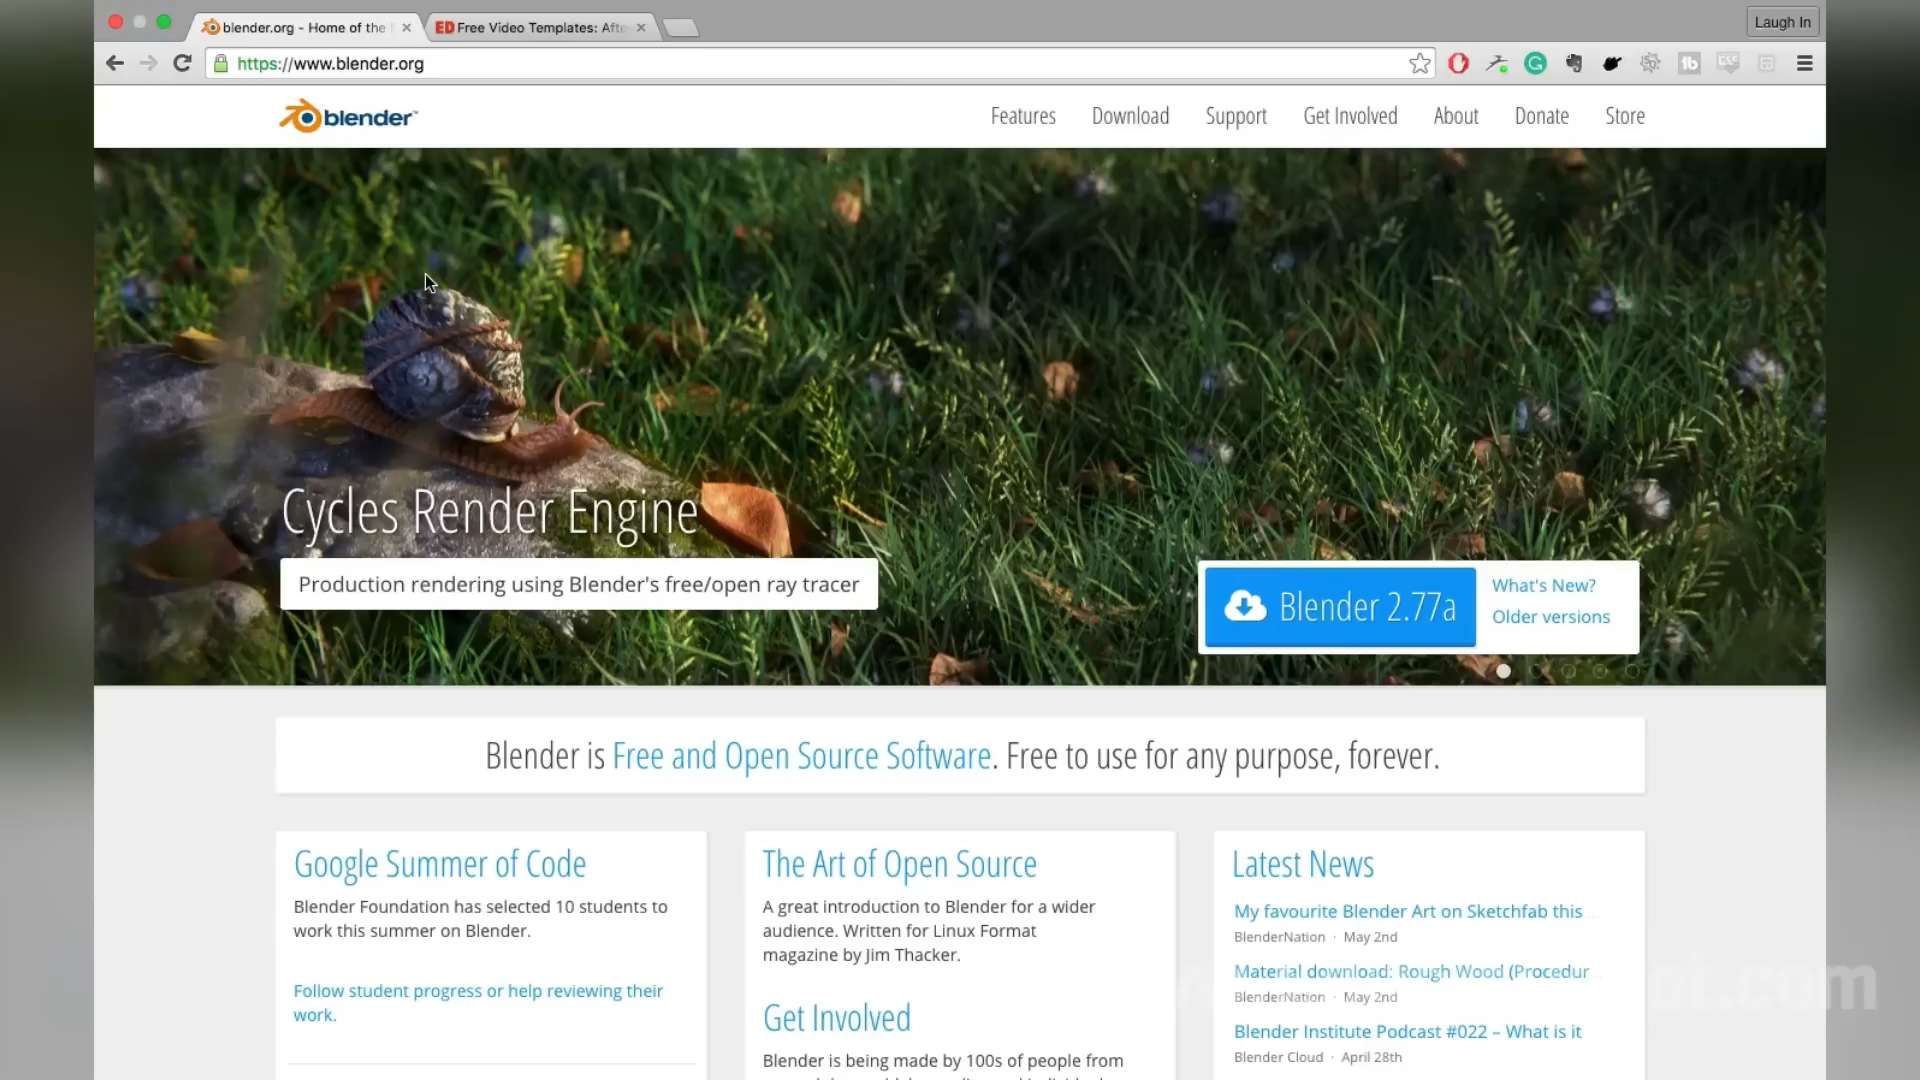 blender.org - Home of the
ED Free Video Templates: Afte
Laugh In
https://www.blender.org
blender™
Features
Download
Support
Get Involved
About
Donate
Store
Cycles Render Engine
Production rendering using Blender's free/open ray tracer
Blender 2.77a
What's New?
Older versions
Blender is Free and Open Source Software. Free to use for any purpose, forever.
Google Summer of Code
Blender Foundation has selected 10 students to
work this summer on Blender.
Follow student progress or help reviewing their
work.
The Art of Open Source
A great introduction to Blender for a wider
audience. Written for Linux Format
magazine by Jim Thacker.
Get Involved
Blender is being made by 100s of people from
Latest News
My favourite Blender Art on Sketchfab this
BlenderNation · May 2nd
Material download: Rough Wood (Procedur
BlenderNation · May 2nd
Blender Institute Podcast #022 – What is it
Blender Cloud · April 28th